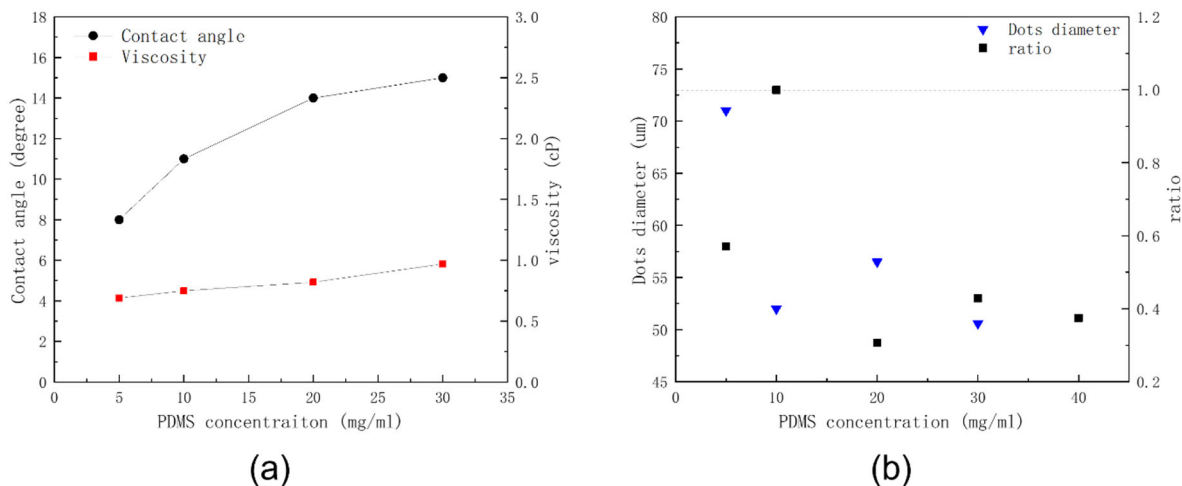 Contact angle
Viscosity
Contact angle (degree)
18
16
14
12
10
8
6
4
2
0
3.0
2.5
2.0
1.5
1.0
0.5
0.0
viscosity (cP)
0 5 10 15 20 25 30 35
PDMS concentraiton (mg/ml)
(a)
Dots diameter
ratio
Dots diameter (um)
80
75
70
65
60
55
50
45
1.2
1.0
0.8
0.6
0.4
0.2
ratio
0 10 20 30 40
PDMS concentration (mg/ml)
(b)